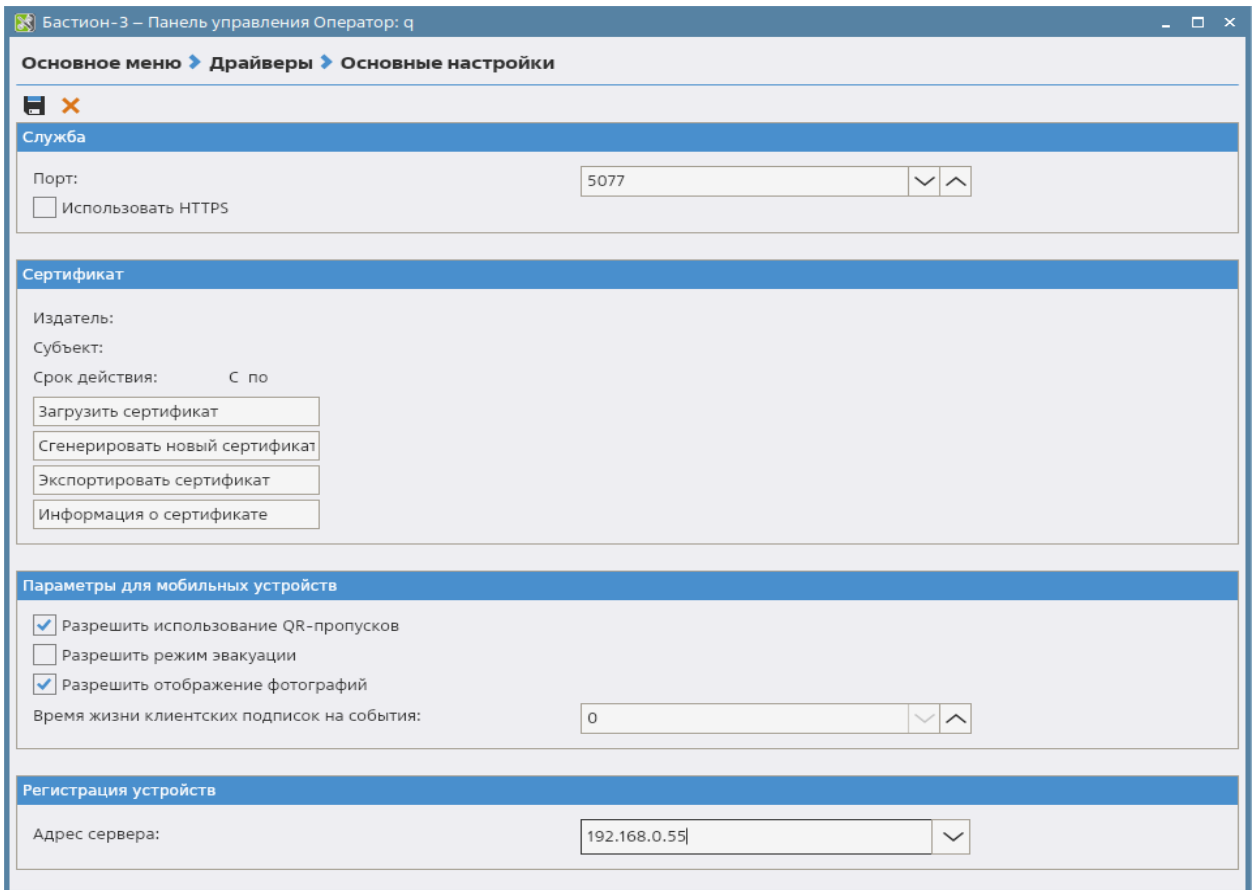 Бастион-3 – Панель управления Оператор: q
Основное меню Драйверы Основные настройки
Служба
Порт: 5077
Использовать HTTPS
Сертификат
Издатель:
Субъект:
Срок действия: С по
Загрузить сертификат
Сгенерировать новый сертификат
Экспортировать сертификат
Информация о сертификате
Параметры для мобильных устройств
Разрешить использование QR-пропусков
Разрешить режим эвакуации
Разрешить отображение фотографий
Время жизни клиентских подписок на события: 0
Регистрация устройств
Адрес сервера: 192.168.0.55